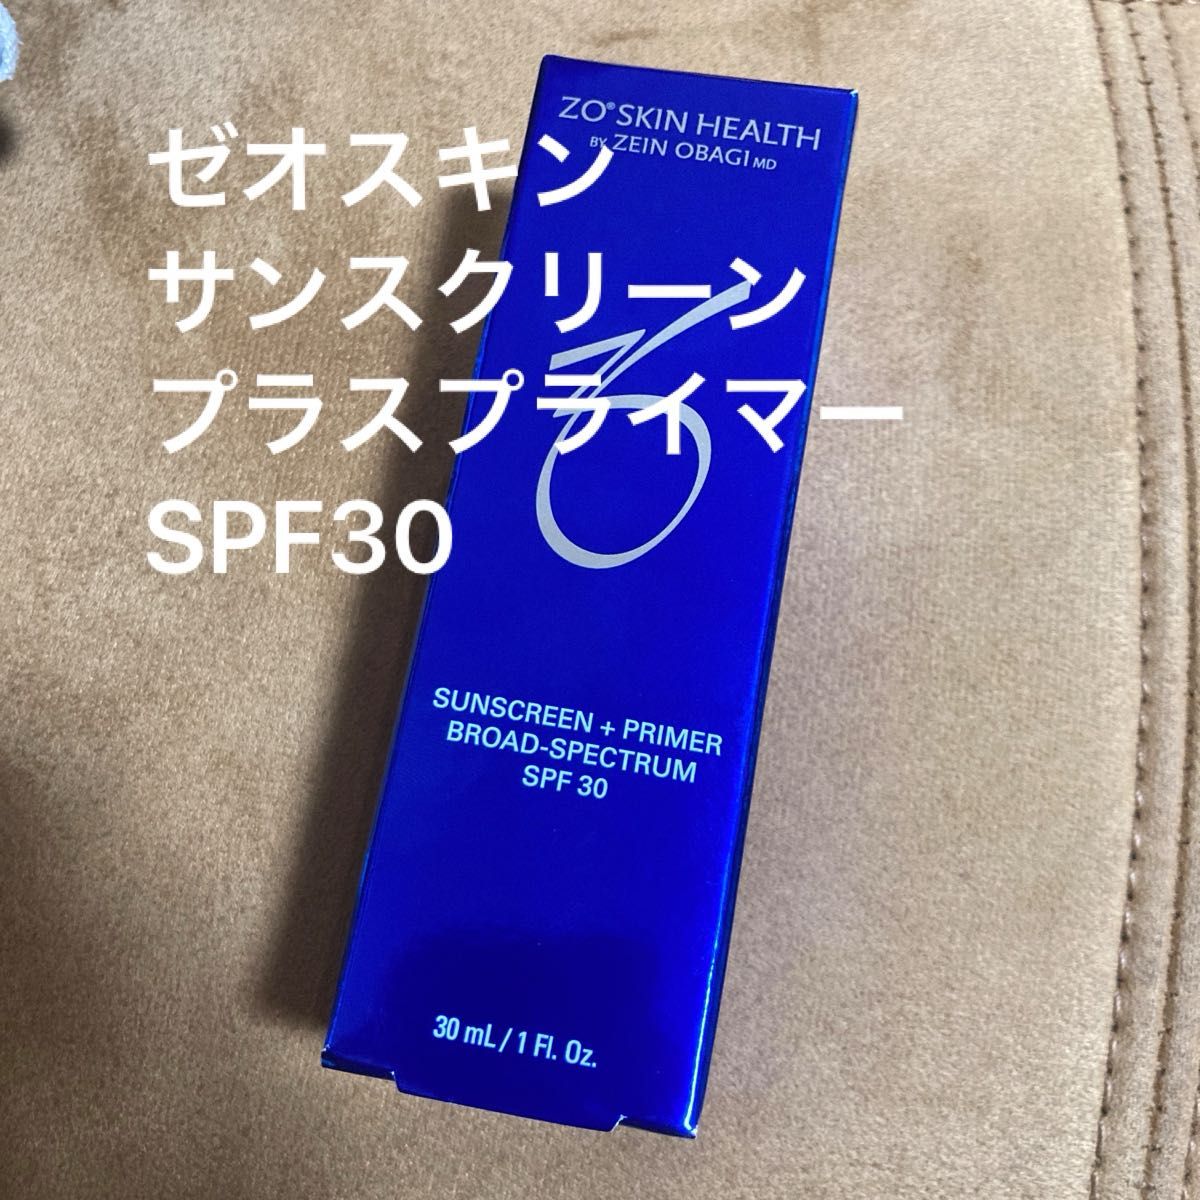 ZO® SKIN HEALTH
BY ZEIN OBAGI MD
ゼオスキン
サンスクリーン
プラスプライマー
SPF30
SUNSCREEN + PRIMER
BROAD-SPECTRUM
SPF 30
30 mL / 1 Fl. Oz.